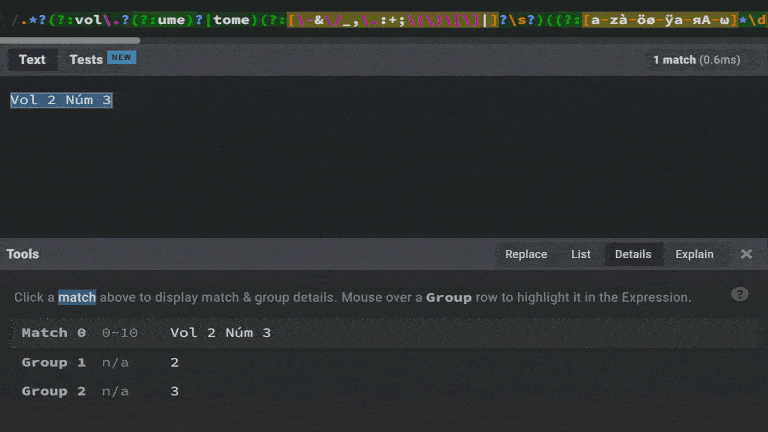 /.*?(?:vol\.?(?:ume)?|tome)(?:[\-&\/_,\.:+;\(\)\{\}|]?\s?)((?:[a-zà-öø-ÿа-яΑ-ω]*\d
Text Tests NEW 1 match (0.6ms)
Vol 2 Núm 3
Tools Replace List Details Explain
Click a match above to display match & group details. Mouse over a Group row to highlight it in the Expression. ?
Match 0 0-10 Vol 2 Núm 3
Group 1 n/a 2
Group 2 n/a 3